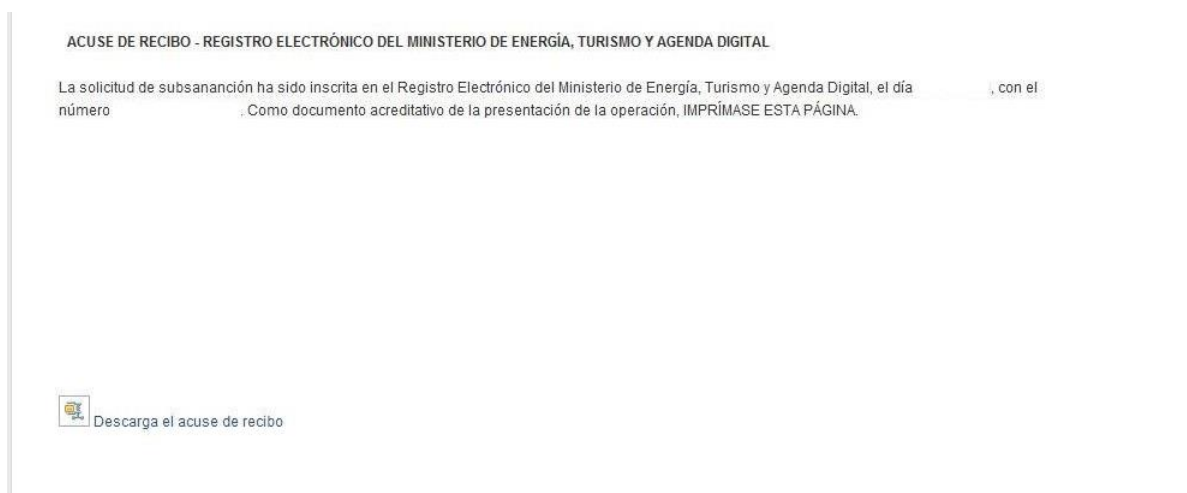 ACUSE DE RECIBO - REGISTRO ELECTRÓNICO DEL MINISTERIO DE ENERGÍA, TURISMO Y AGENDA DIGITAL
La solicitud de subsananción ha sido inscrita en el Registro Electrónico del Ministerio de Energía, Turismo y Agenda Digital, el día , con el
número . Como documento acreditativo de la presentación de la operación, IMPRÍMASE ESTA PÁGINA.
Descarga el acuse de recibo